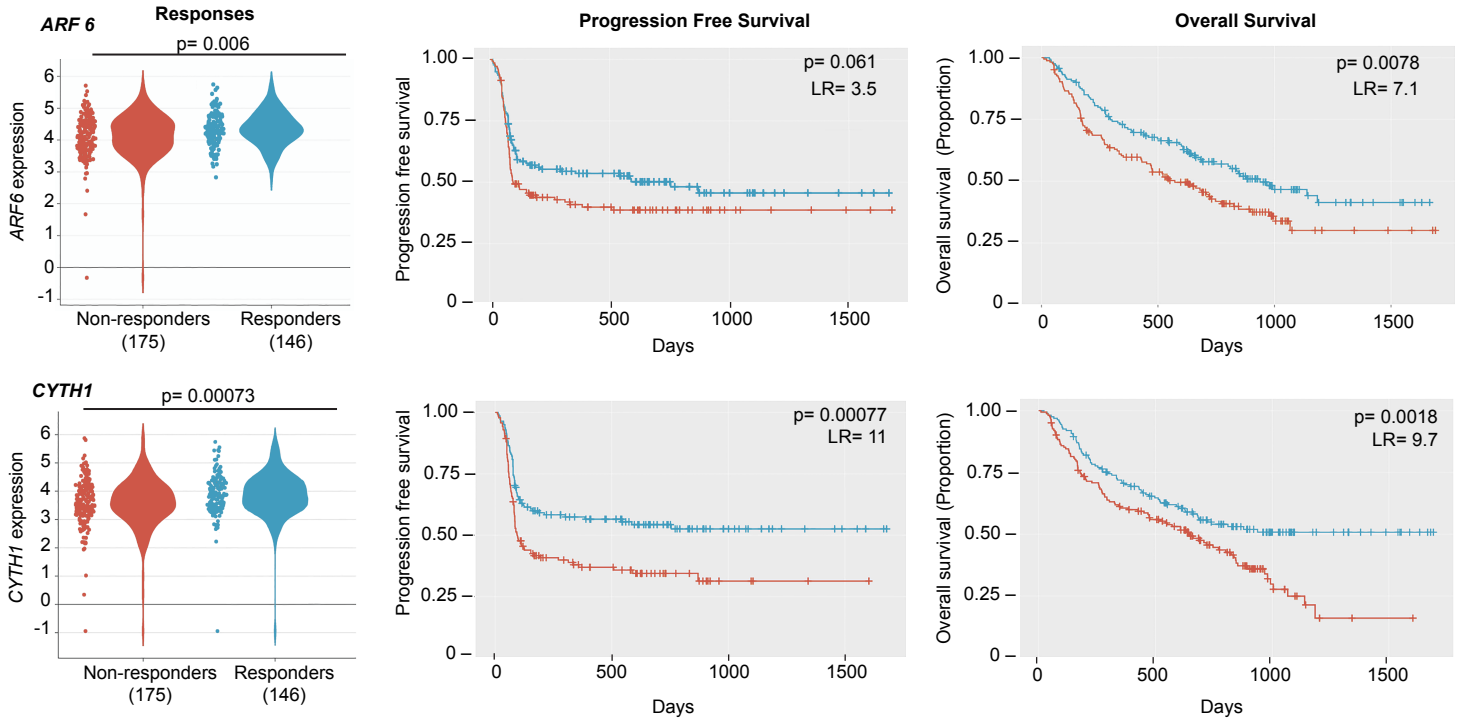 ARF 6
Responses
p= 0.006
ARF6 expression
6
5
4
3
2
1
0
-1
Non-responders
(175)
Responders
(146)
Progression Free Survival
p= 0.061
LR= 3.5
Progression free survival
1.00
0.75
0.50
0.25
0
0
500
1000
1500
Days
Overall Survival
p= 0.0078
LR= 7.1
Overall survival (Proportion)
1.00
0.75
0.50
0.25
0
0
500
1000
1500
Days
CYTH1
p= 0.00073
CYTH1 expression
6
5
4
3
2
1
0
-1
Non-responders
(175)
Responders
(146)
p= 0.00077
LR= 11
Progression free survival
1.00
0.75
0.50
0.25
0
0
500
1000
1500
Days
p= 0.0018
LR= 9.7
Overall survival (Proportion)
1.00
0.75
0.50
0.25
0
0
500
1000
1500
Days